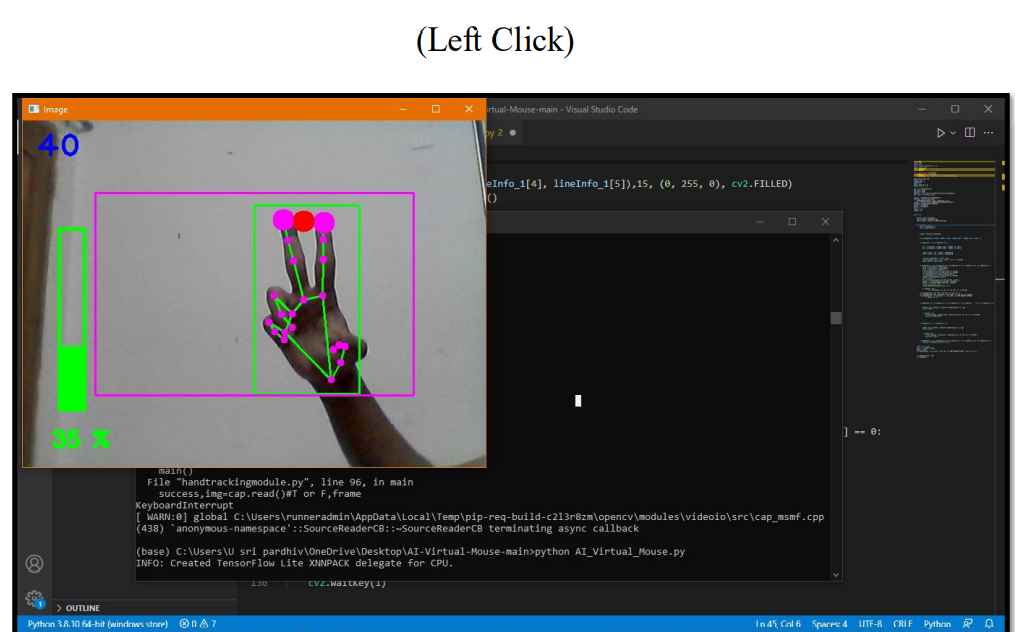 (Left Click)
Image
rtual-Mouse-main - Visual Studio Code
40
py 2
eInfo_1[4], lineInfo_1[5]),15, (0, 255, 0), cv2.FILLED)
()
35 %
] == 0:
main()
File "handtrackingmodule.py", line 96, in main
success,img=cap.read()#T or F,frame
KeyboardInterrupt
[ WARN:0] global C:\Users\runneradmin\AppData\Local\Temp\pip-req-build-c2l3r8zm\opencv\modules\videoio\src\cap_msmf.cpp
(438) `anonymous-namespace'::SourceReaderCB::~SourceReaderCB terminating async callback
(base) C:\Users\U sri pardhiv\OneDrive\Desktop\AI-Virtual-Mouse-main>python AI_Virtual_Mouse.py
INFO: Created TensorFlow Lite XNNPACK delegate for CPU.
136 cv2.waitKey(1)
1
OUTLINE
Python 3.8.10 64-bit (windows store) 0 7 Ln 45, Col 6 Spaces: 4 UTF-8 CRLF Python